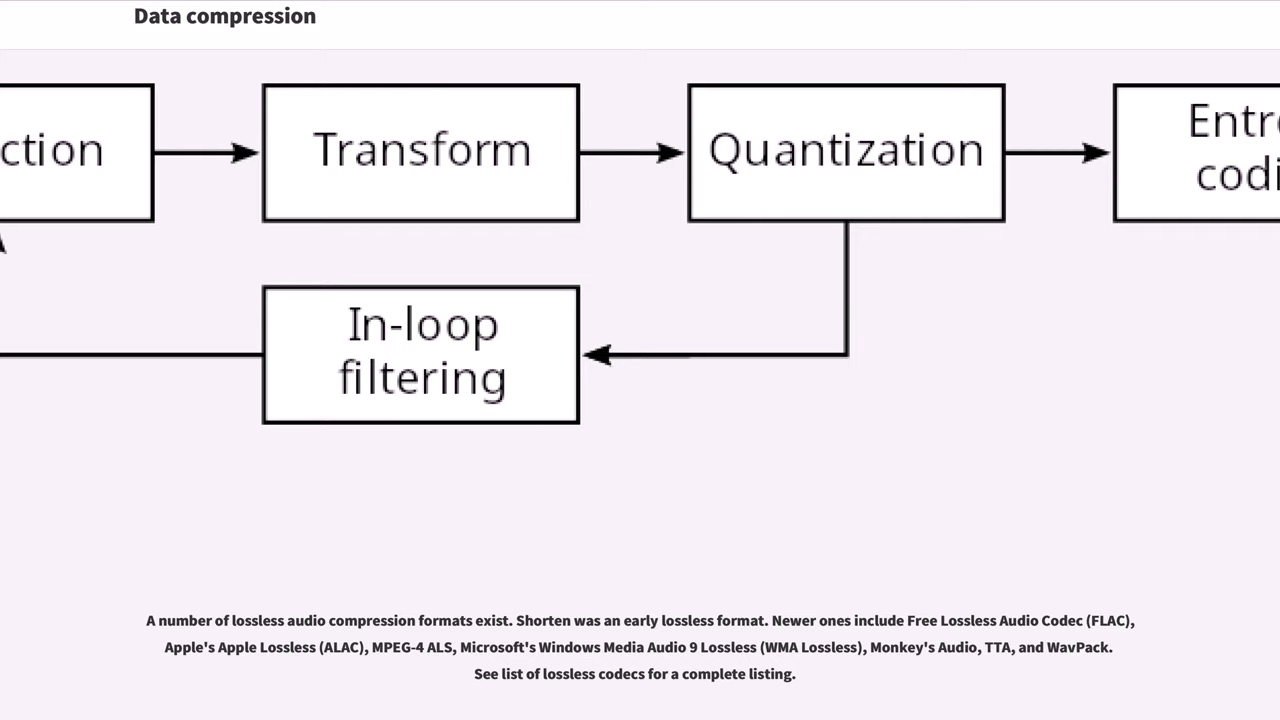 Data compression
ction
Transform
Quantization
Entr
codi
In-loop
filtering
A number of lossless audio compression formats exist. Shorten was an early lossless format. Newer ones include Free Lossless Audio Codec (FLAC),
Apple's Apple Lossless (ALAC), MPEG-4 ALS, Microsoft's Windows Media Audio 9 Lossless (WMA Lossless), Monkey's Audio, TTA, and WavPack.
See list of lossless codecs for a complete listing.